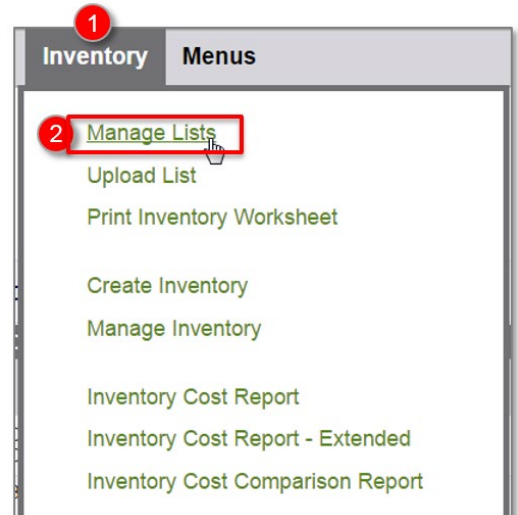 1
Inventory Menus
2 Manage Lists
Upload List
Print Inventory Worksheet
Create Inventory
Manage Inventory
Inventory Cost Report
Inventory Cost Report - Extended
Inventory Cost Comparison Report